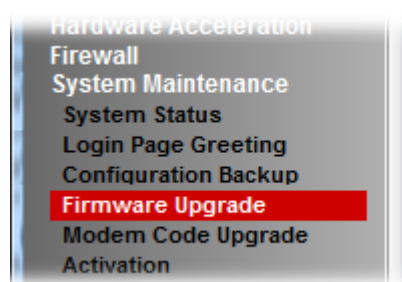 Hardware Acceleration
Firewall
System Maintenance
System Status
Login Page Greeting
Configuration Backup
Firmware Upgrade
Modem Code Upgrade
Activation